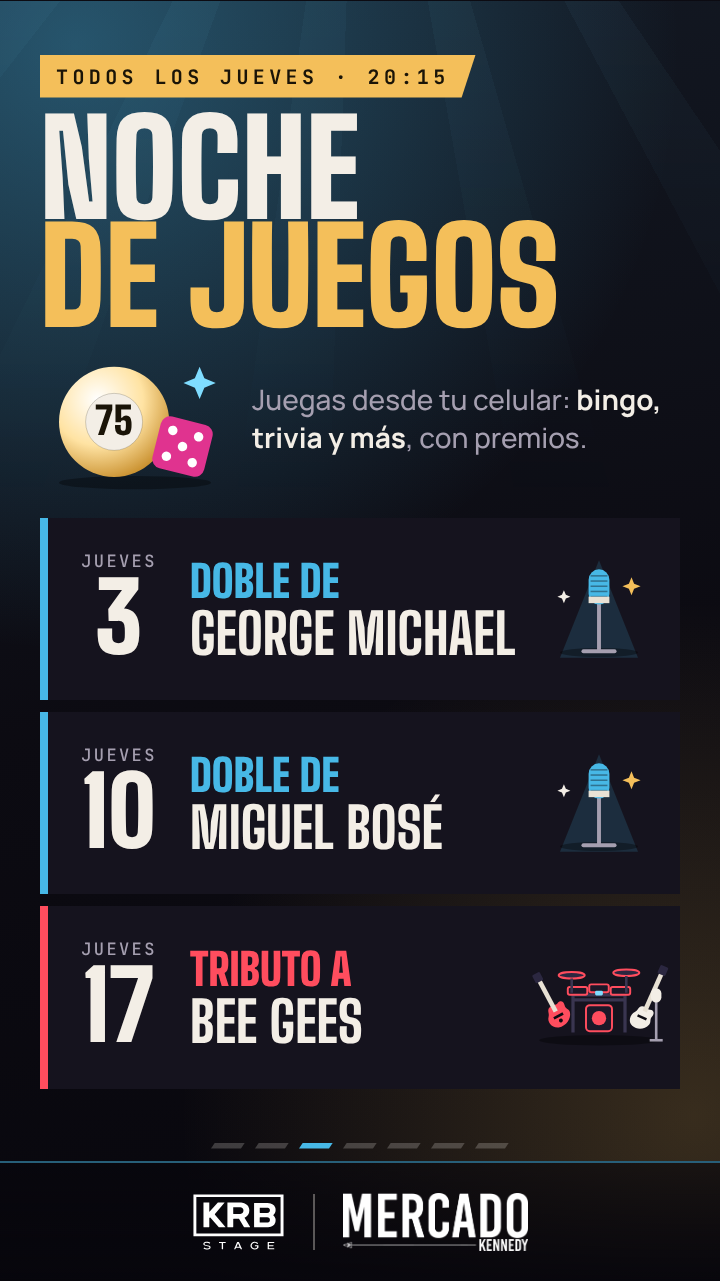 TODOS LOS JUEVES · 20:15
NOCHE
DE JUEGOS
75
Juegas desde tu celular: bingo,
trivia y más, con premios.
JUEVES
3
DOBLE DE
GEORGE MICHAEL
JUEVES
10
DOBLE DE
MIGUEL BOSÉ
JUEVES
17
TRIBUTO A
BEE GEES
KRB
STAGE
MERCADO
KENNEDY